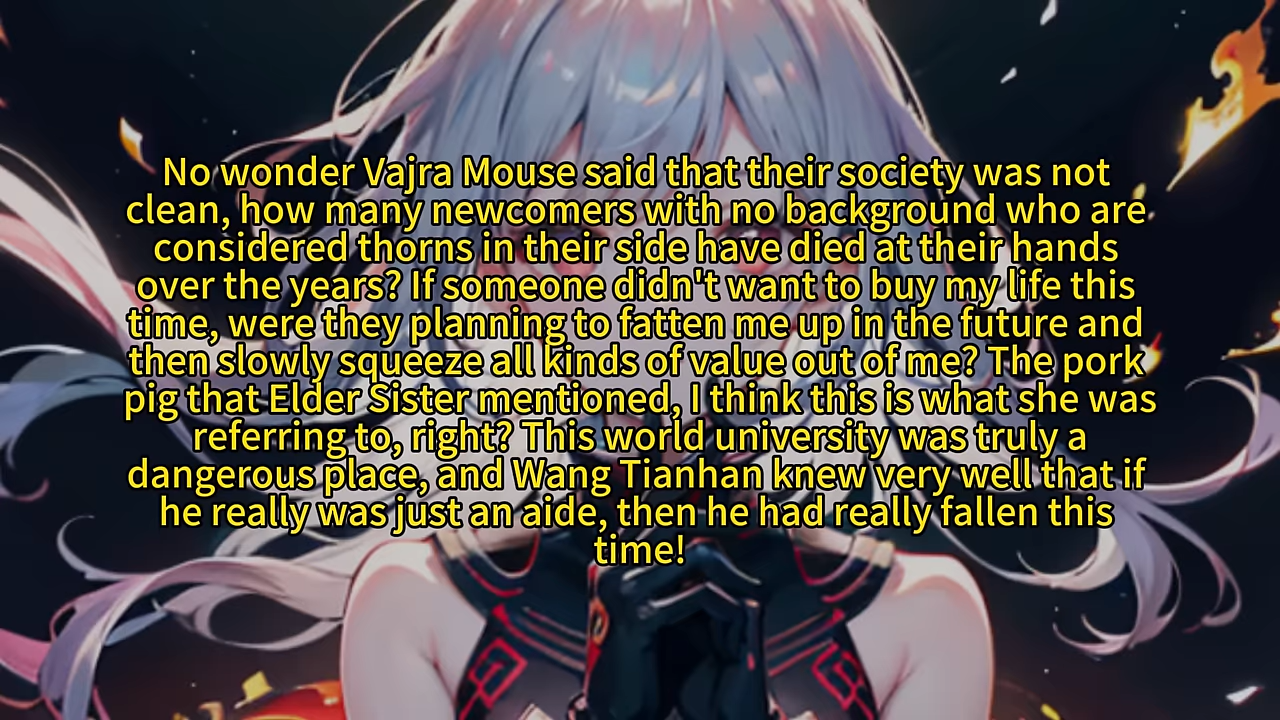 No wonder Vajra Mouse said that their society was not
clean, how many newcomers with no background who are
considered thorns in their side have died at their hands
over the years? If someone didn't want to buy my life this
time, were they planning to fatten me up in the future and
then slowly squeeze all kinds of value out of me? The pork
pig that Elder Sister mentioned, I think this is what she was
referring to, right? This world university was truly a
dangerous place, and Wang Tianhan knew very well that if
he really was just an aide, then he had really fallen this
time!